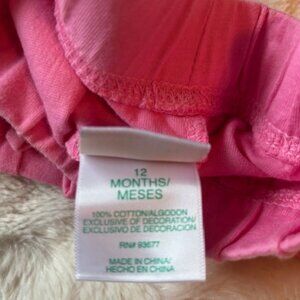 12
MONTHS/
MESES
100% COTTON/ALGODON
EXCLUSIVE OF DECORATION/
EXCLUSIVO DE DECORACION
RN# 93677
MADE IN CHINA/
HECHO EN CHINA